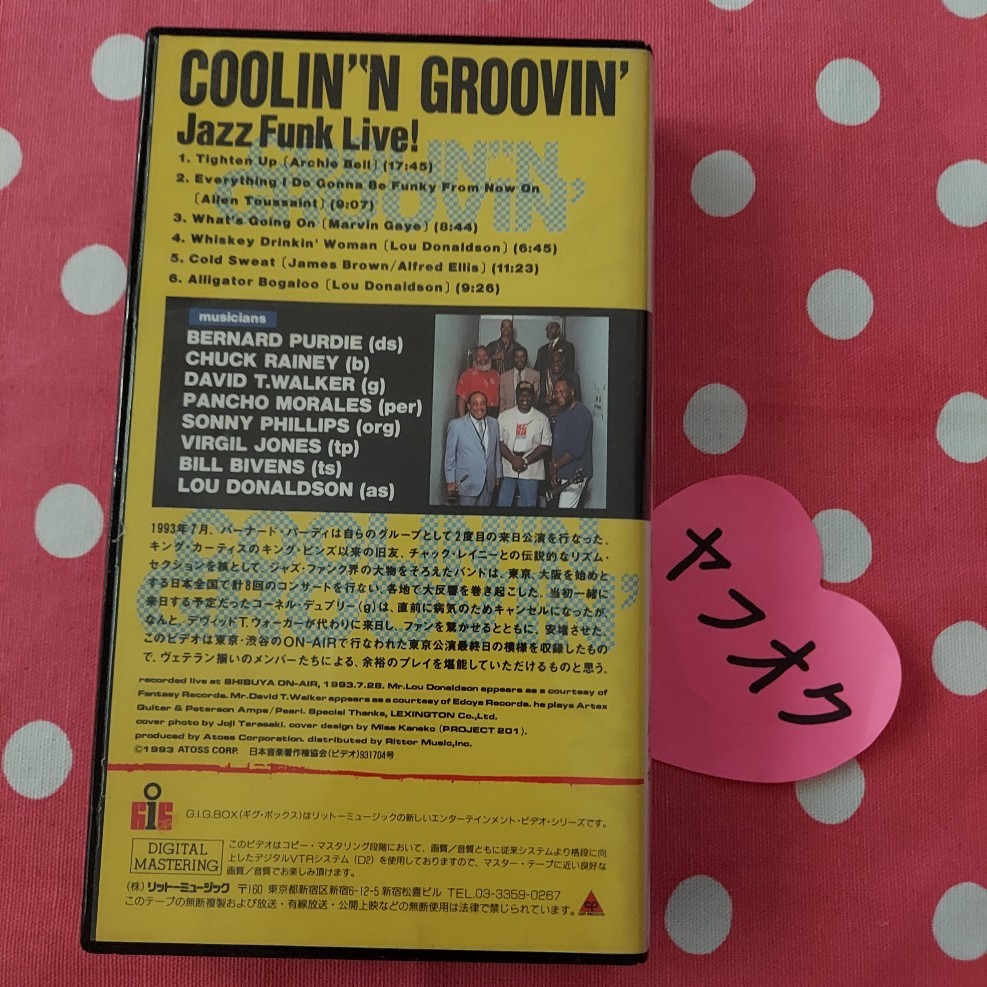 COOLIN''N GROOVIN'
Jazz Funk Live!
1. Tighten Up [Archie Bell] (17:45)
2. Everything I Do Gonna Be Funky From Now On
[Allen Toussaint] (9:07)
3. What's Going On [Marvin Gaye] (8:44)
4. Whiskey Drinkin' Woman [Lou Donaldson] (6:45)
5. Cold Sweat [James Brown/Alfred Ellis] (11:23)
6. Alligator Bogaloo [Lou Donaldson] (9:26)
musicians
BERNARD PURDIE (ds)
CHUCK RAINEY (b)
DAVID T.WALKER (g)
PANCHO MORALES (per)
SONNY PHILLIPS (org)
VIRGIL JONES (tp)
BILL BIVENS (ts)
LOU DONALDSON (as)
1993年7月、バーナード・パーディは自らのグループとして2度目の来日公演を行なった。
キング・カーティスのキング・ピンズ以来の旧友、チャック・レイニーとの伝説的なリズム・
セクションを核として、ジャズ・ファンク界の大物をそろえたバンドは、東京、大阪を始めと
する日本全国で計8回のコンサートを行ない、各地で大反響を巻き起こした。当初一緒に
来日する予定だったコーネル・デュプリー(g)は、直前に病気のためキャンセルになったが、
なんと、デヴィッドT.ウォーカーが代わりに来日し、ファンを驚かせるとともに、安堵させた。
このビデオは東京・渋谷のON-AIRで行なわれた東京公演最終日の模様を収録したもの
で、ヴェテラン揃いのメンバーたちによる、余裕のプレイを堪能していただけるものと思う。
recorded live at SHIBUYA ON-AIR, 1993.7.28. Mr.Lou Donaldson appears as a courtesy of
Fantasy Records. Mr.David T.Walker appears as a courtesy of Edoya Records. he plays Artex
Guitar & Peterson Amps / Pearl. Special Thanks, LEXINGTON Co.,Ltd.
cover photo by Joji Terasaki. cover design by Misa Kaneko (PROJECT 201).
produced by Atoss Corporation. distributed by Rittor Music,inc.
©1993 ATOSS CORP. 日本音楽著作権協会(ビデオ)931704号
GiG
G.I.G.BOX(ギグ・ボックス)はリットーミュージックの新しいエンターテインメント・ビデオ・シリーズです。
DIGITAL
MASTERING
このビデオはコピー・マスタリング段階において、画質/音質ともに従来システムより格段に向
上したデジタルVTRシステム(D2)を使用しておりますので、マスター・テープに近い良好な
画質/音質でお楽しみ頂けます。
(株)リットーミュージック 〒160 東京都新宿区新宿6-12-5 新宿松喜ビル TEL.03-3359-0267
このテープの無断複製および放送・有線放送・公開上映などの無断使用は法律で禁じられています。
ヤフオク